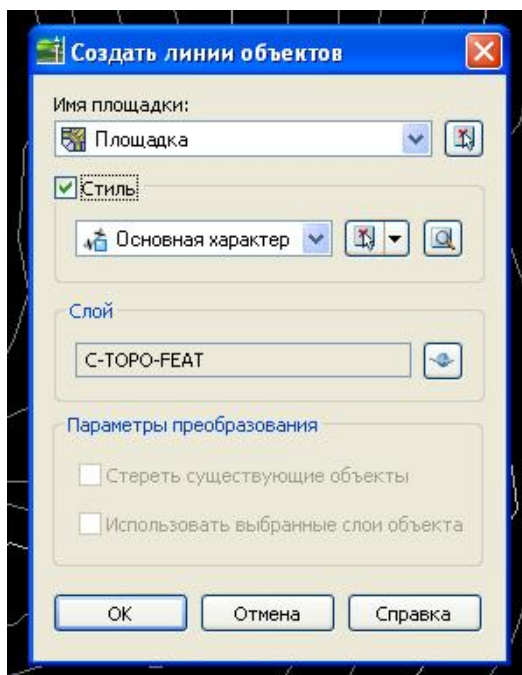 Создать линии объектов
Имя площадки:
Площадка
Стиль
Основная характер
Слой
C-TOPO-FEAT
Параметры преобразования
Стереть существующие объекты
Использовать выбранные слои объекта
ОК Отмена Справка